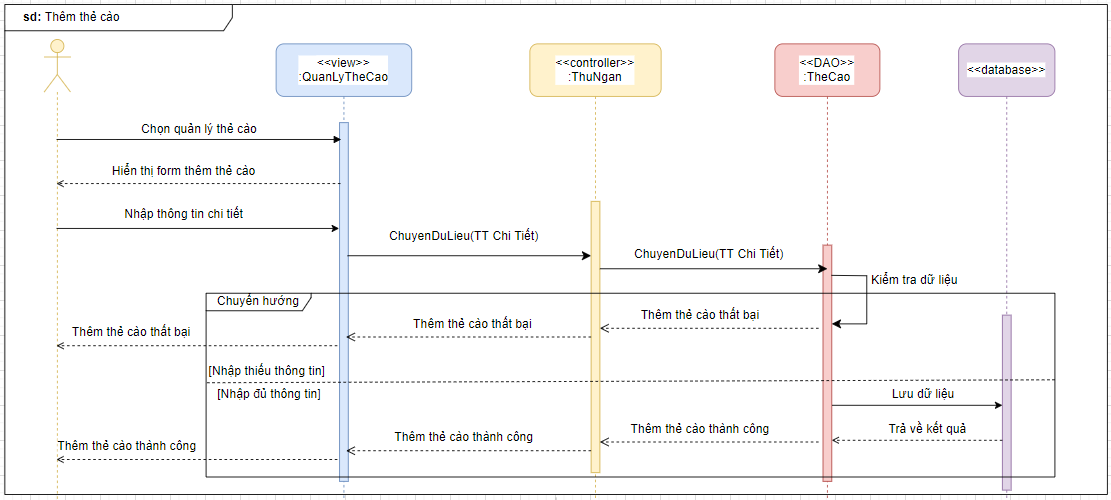 sd: Thêm thẻ cào
<<view>>
:QuanLyTheCao
<<controller>>
:ThuNgan
<<DAO>>
:TheCao
<<database>>
Chọn quản lý thẻ cào
Hiển thị form thêm thẻ cào
Nhập thông tin chi tiết
ChuyenDuLieu(TT Chi Tiết)
ChuyenDuLieu(TT Chi Tiết)
Kiểm tra dữ liệu
Chuyển hướng
Thêm thẻ cào thất bại
Thêm thẻ cào thất bại
Thêm thẻ cào thất bại
[Nhập thiếu thông tin]
[Nhập đủ thông tin]
Lưu dữ liệu
Trả về kết quả
Thêm thẻ cào thành công
Thêm thẻ cào thành công
Thêm thẻ cào thành công